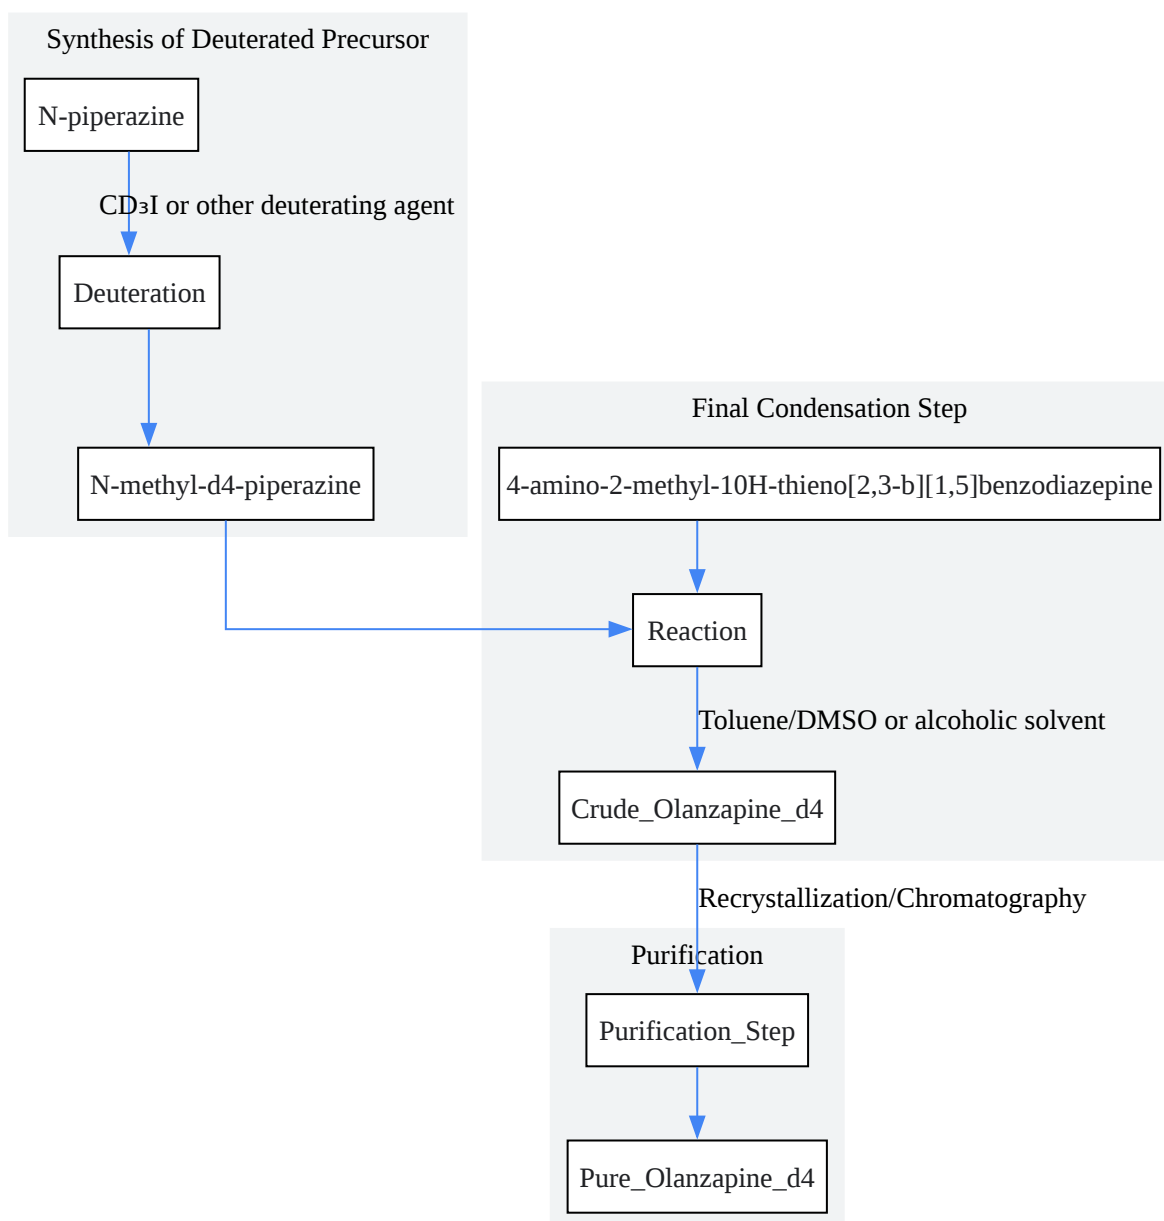 Synthesis of Deuterated Precursor
N-piperazine
CD₃I or other deuterating agent
Deuteration
N-methyl-d4-piperazine
Final Condensation Step
4-amino-2-methyl-10H-thieno[2,3-b][1,5]benzodiazepine
Reaction
Toluene/DMSO or alcoholic solvent
Crude_Olanzapine_d4
Recrystallization/Chromatography
Purification
Purification_Step
Pure_Olanzapine_d4